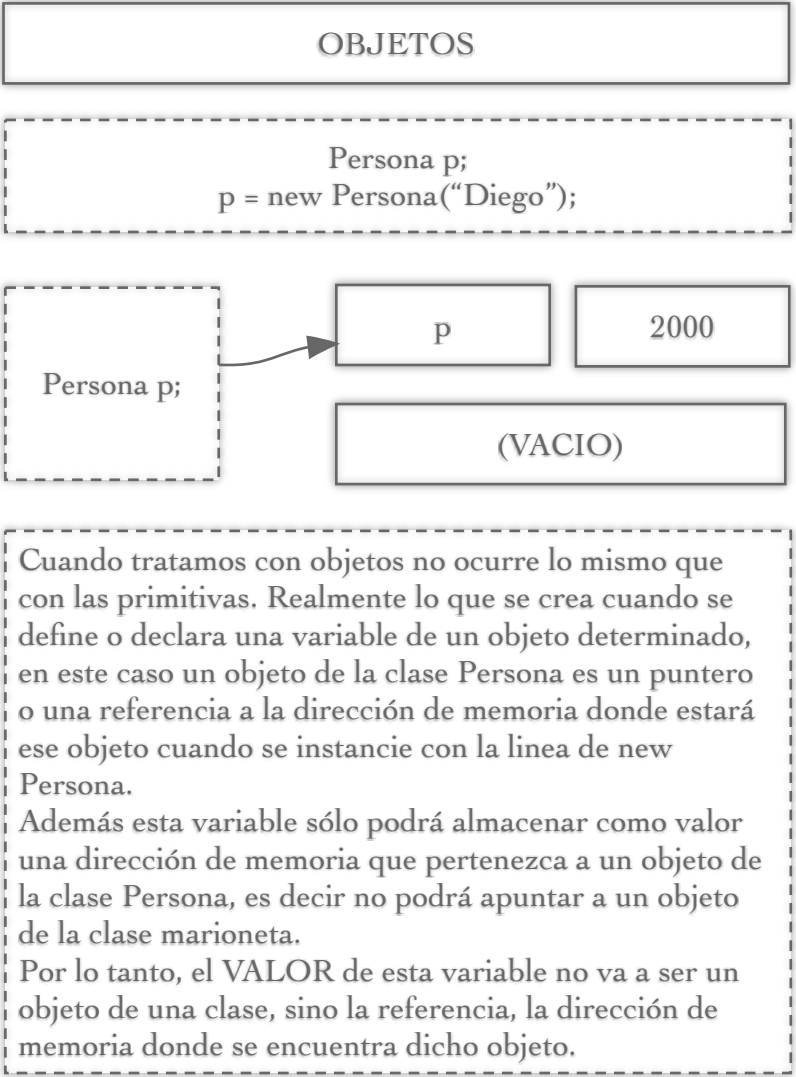 OBJETOS
Persona p;
p = new Persona(“Diego”);
Persona p;
p
2000
(VACIO)
Cuando tratamos con objetos no ocurre lo mismo que
con las primitivas. Realmente lo que se crea cuando se
define o declara una variable de un objeto determinado,
en este caso un objeto de la clase Persona es un puntero
o una referencia a la dirección de memoria donde estará
ese objeto cuando se instancie con la linea de new
Persona.
Además esta variable sólo podrá almacenar como valor
una dirección de memoria que pertenezca a un objeto de
la clase Persona, es decir no podrá apuntar a un objeto
de la clase marioneta.
Por lo tanto, el VALOR de esta variable no va a ser un
objeto de una clase, sino la referencia, la dirección de
memoria donde se encuentra dicho objeto.